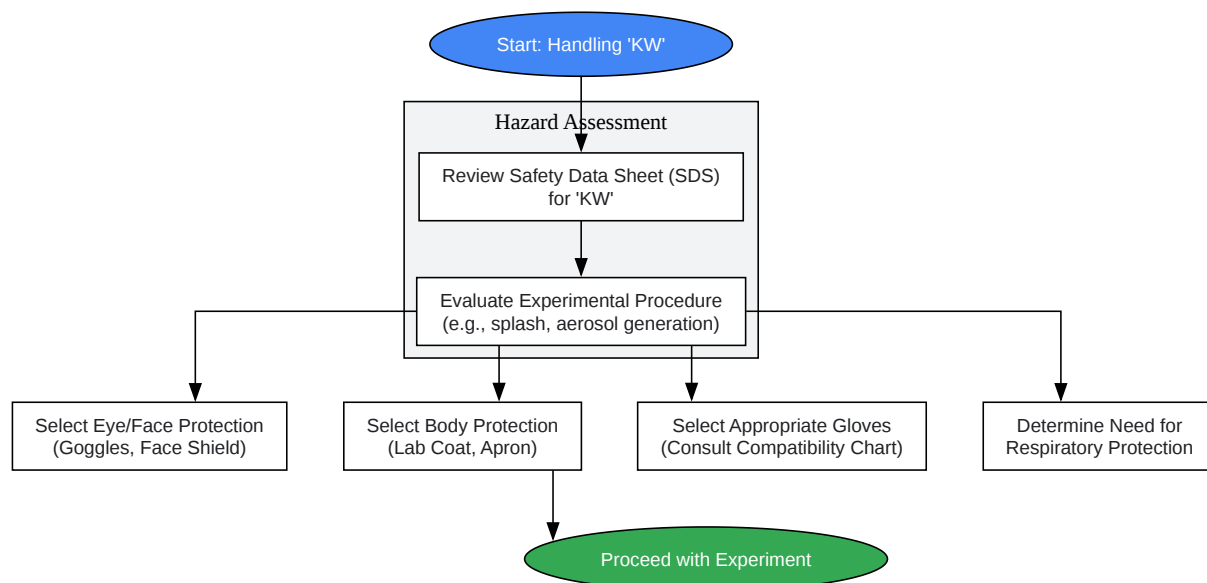 Start: Handling 'KW'
Hazard Assessment
Review Safety Data Sheet (SDS)
for 'KW'
Evaluate Experimental Procedure
(e.g., splash, aerosol generation)
Select Eye/Face Protection
(Goggles, Face Shield)
Select Body Protection
(Lab Coat, Apron)
Select Appropriate Gloves
(Consult Compatibility Chart)
Determine Need for
Respiratory Protection
Proceed with Experiment